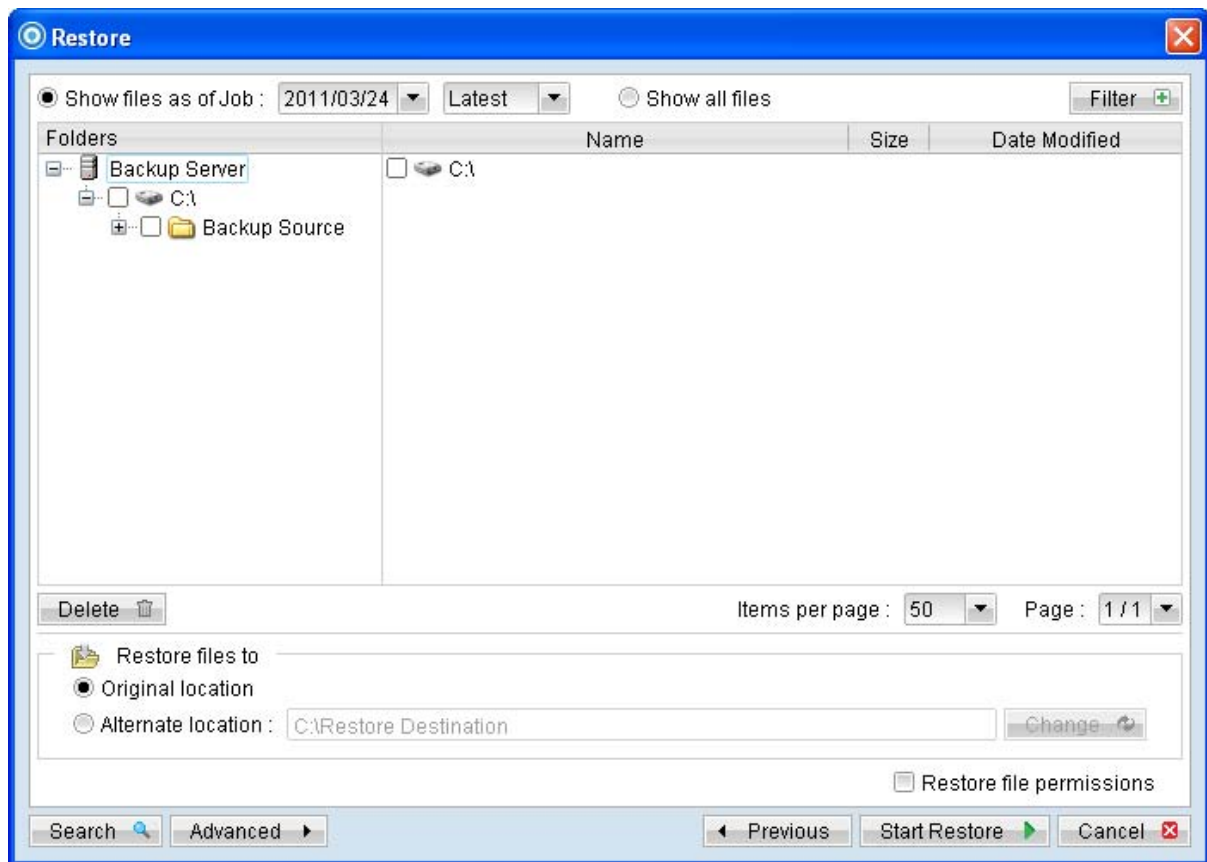 Restore
Show files as of Job : 2011/03/24 Latest Show all files Filter
Folders Name Size Date Modified
Backup Server C:\
C:\
Backup Source
Delete Items per page : 50 Page : 1 / 1
Restore files to
Original location
Alternate location : C:\Restore Destination Change
Restore file permissions
Search Advanced Previous Start Restore Cancel